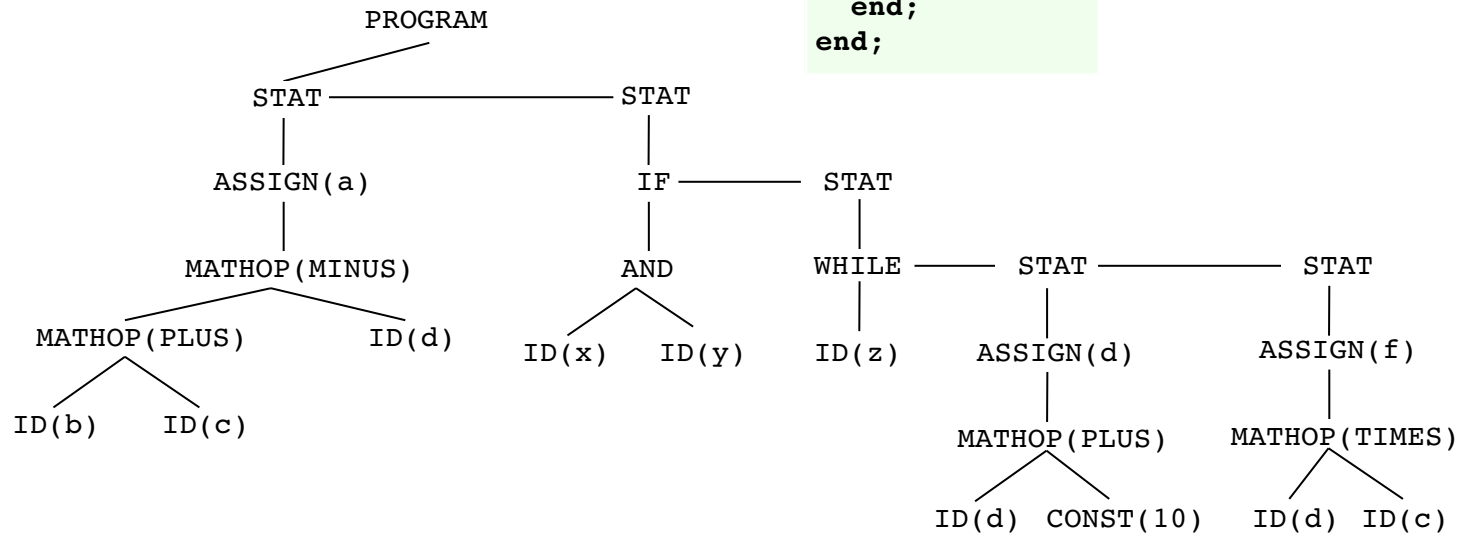 end;
end;
PROGRAM
STAT STAT
ASSIGN(a) IF STAT
MATHOP(MINUS) AND WHILE STAT STAT
MATHOP(PLUS) ID(d) ID(x) ID(y) ID(z) ASSIGN(d) ASSIGN(f)
ID(b) ID(c) MATHOP(PLUS) MATHOP(TIMES)
ID(d) CONST(10) ID(d) ID(c)